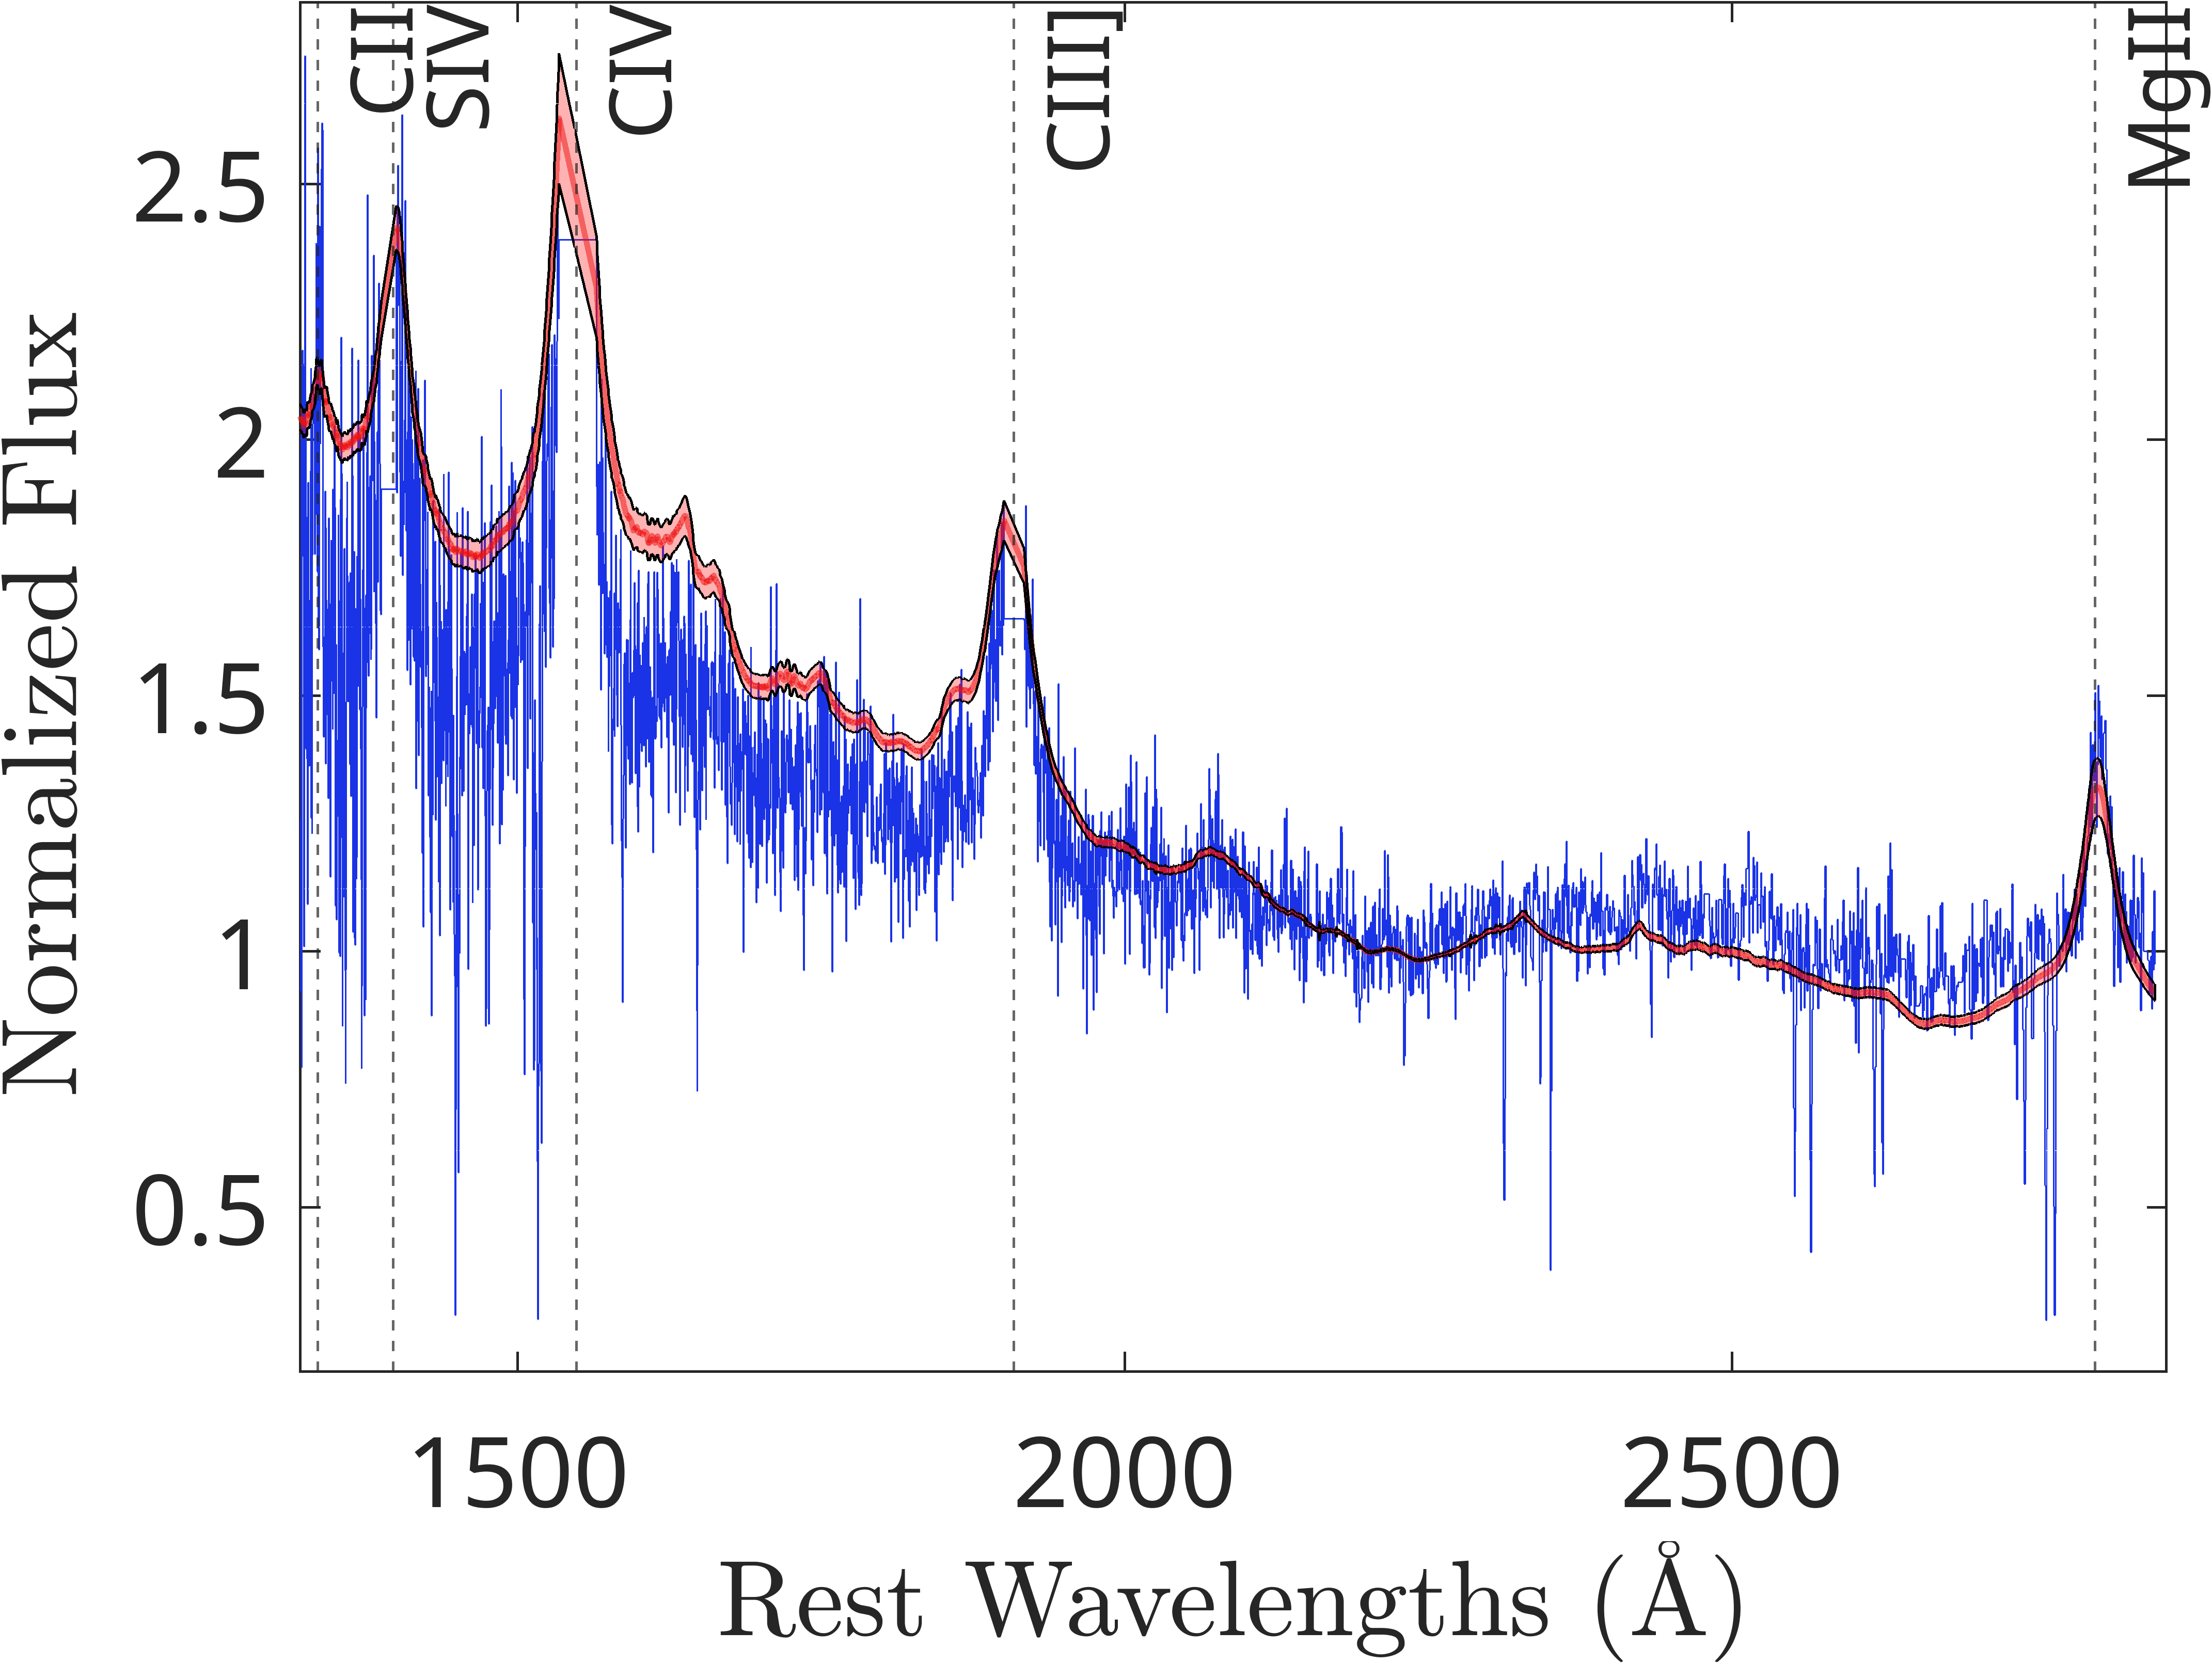 CII
SIV
CIV
CIII]
MgII
2.5
2
1.5
1
0.5
Normalized Flux
1500
2000
2500
Rest Wavelengths (Å)